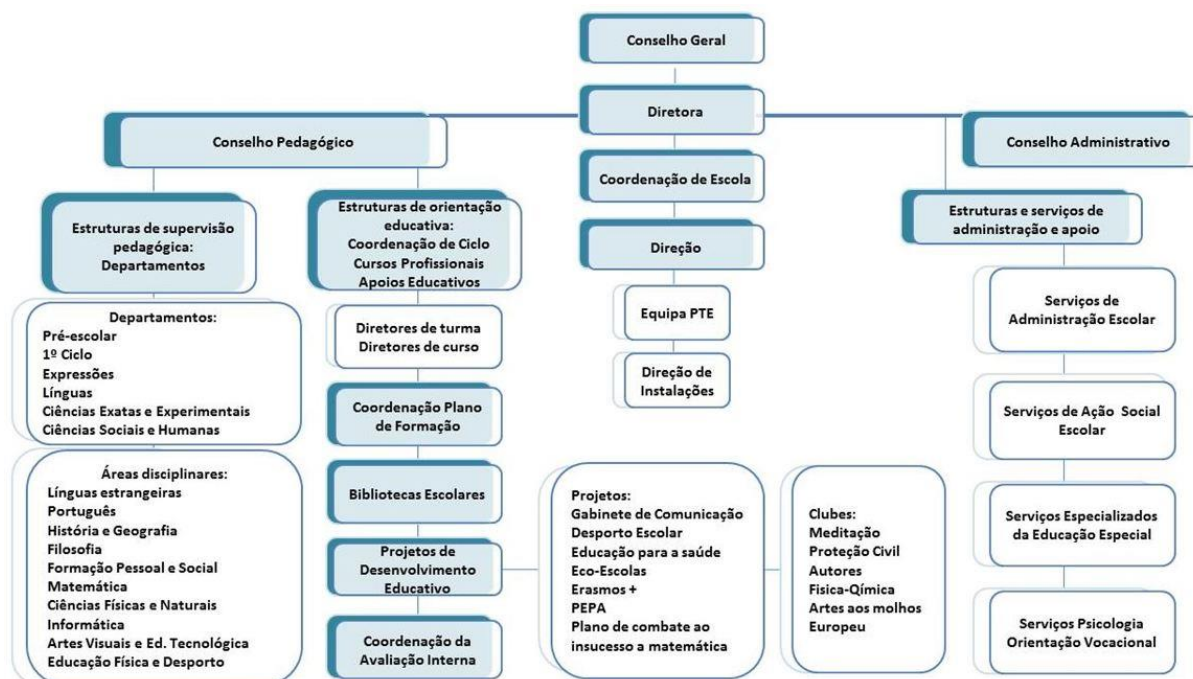 Conselho Geral
Diretora
Conselho Pedagógico
Conselho Administrativo
Coordenação de Escola
Direção
Equipa PTE
Direção de
Instalações
Estruturas de supervisão
pedagógica:
Departamentos
Departamentos:
Pré-escolar
1º Ciclo
Expressões
Línguas
Ciências Exatas e Experimentais
Ciências Sociais e Humanas
Áreas disciplinares:
Línguas estrangeiras
Português
História e Geografia
Filosofia
Formação Pessoal e Social
Matemática
Ciências Físicas e Naturais
Informática
Artes Visuais e Ed. Tecnológica
Educação Física e Desporto
Estruturas de orientação
educativa:
Coordenação de Ciclo
Cursos Profissionais
Apoios Educativos
Diretores de turma
Diretores de curso
Coordenação Plano
de Formação
Bibliotecas Escolares
Projetos de
Desenvolvimento
Educativo
Coordenação da
Avaliação Interna
Projetos:
Gabinete de Comunicação
Desporto Escolar
Educação para a saúde
Eco-Escolas
Erasmos +
PEPA
Plano de combate ao
insucesso a matemática
Clubes:
Meditação
Proteção Civil
Autores
Fisica-Qímica
Artes aos molhos
Europeu
Estruturas e serviços de
administração e apoio
Serviços de
Administração Escolar
Serviços de Ação Social
Escolar
Serviços Especializados
da Educação Especial
Serviços Psicologia
Orientação Vocacional